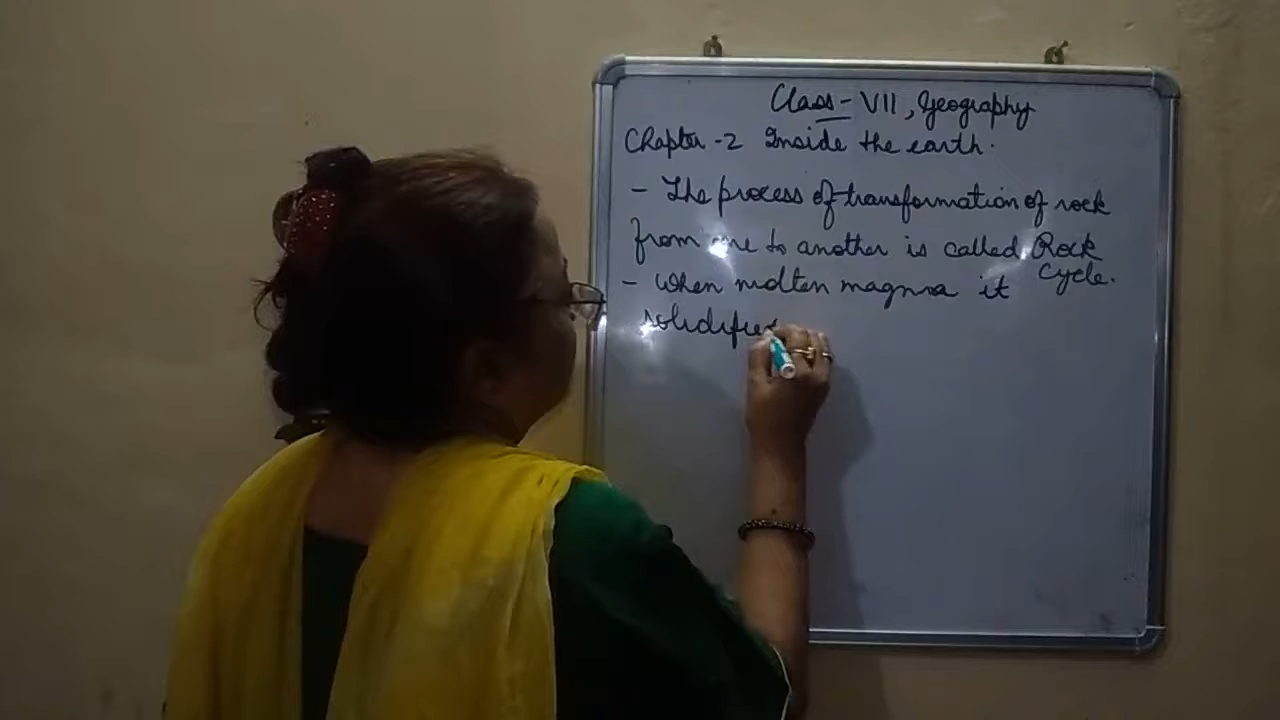 Class - VII, Geography
Chapter -2 Inside the earth.
- The process of transformation of rock
from one to another is called Rock
Cycle.
- When molten magma it
solidifies